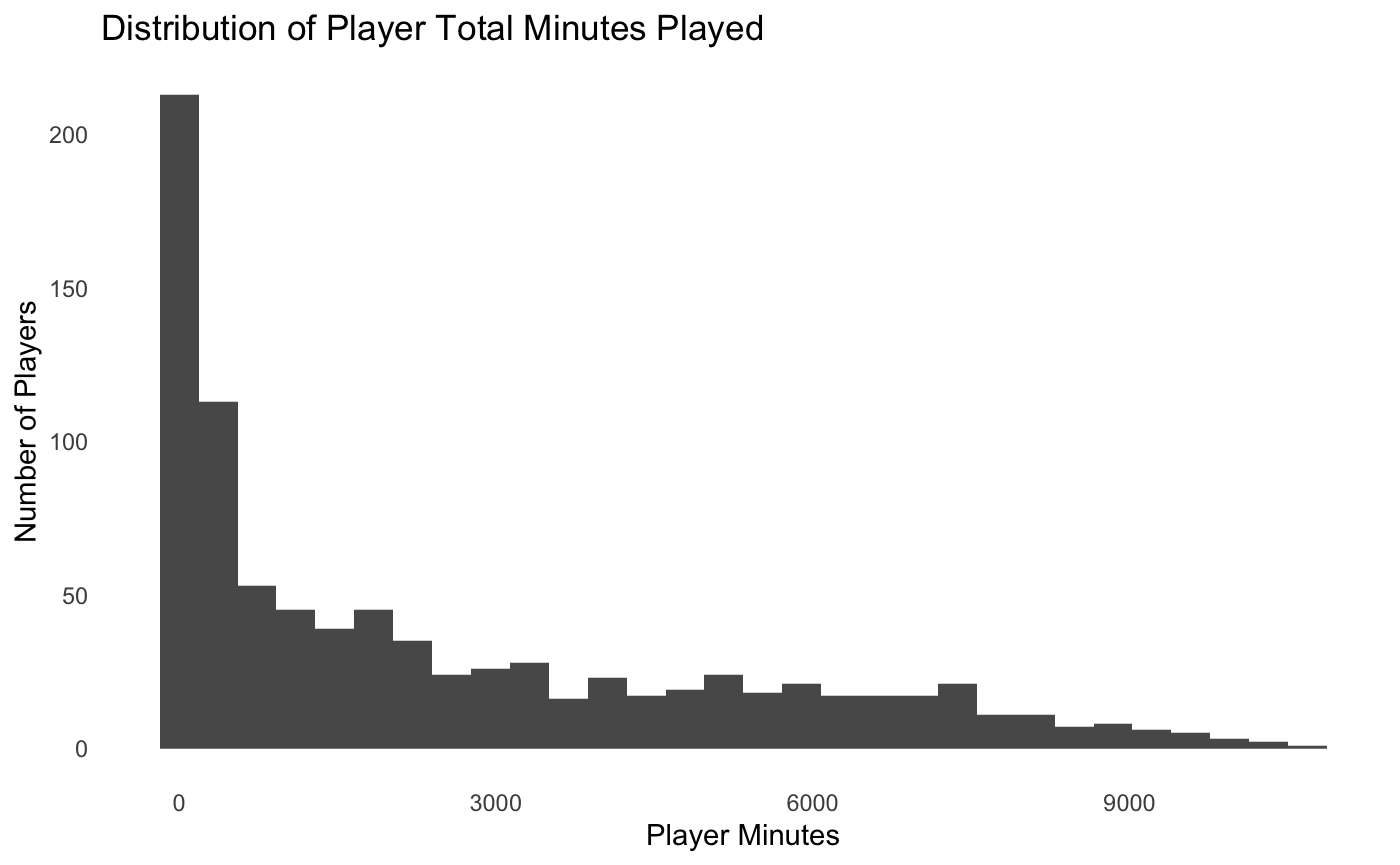 Distribution of Player Total Minutes Played
200
150
100
50
0
Number of Players
0 3000 6000 9000
Player Minutes